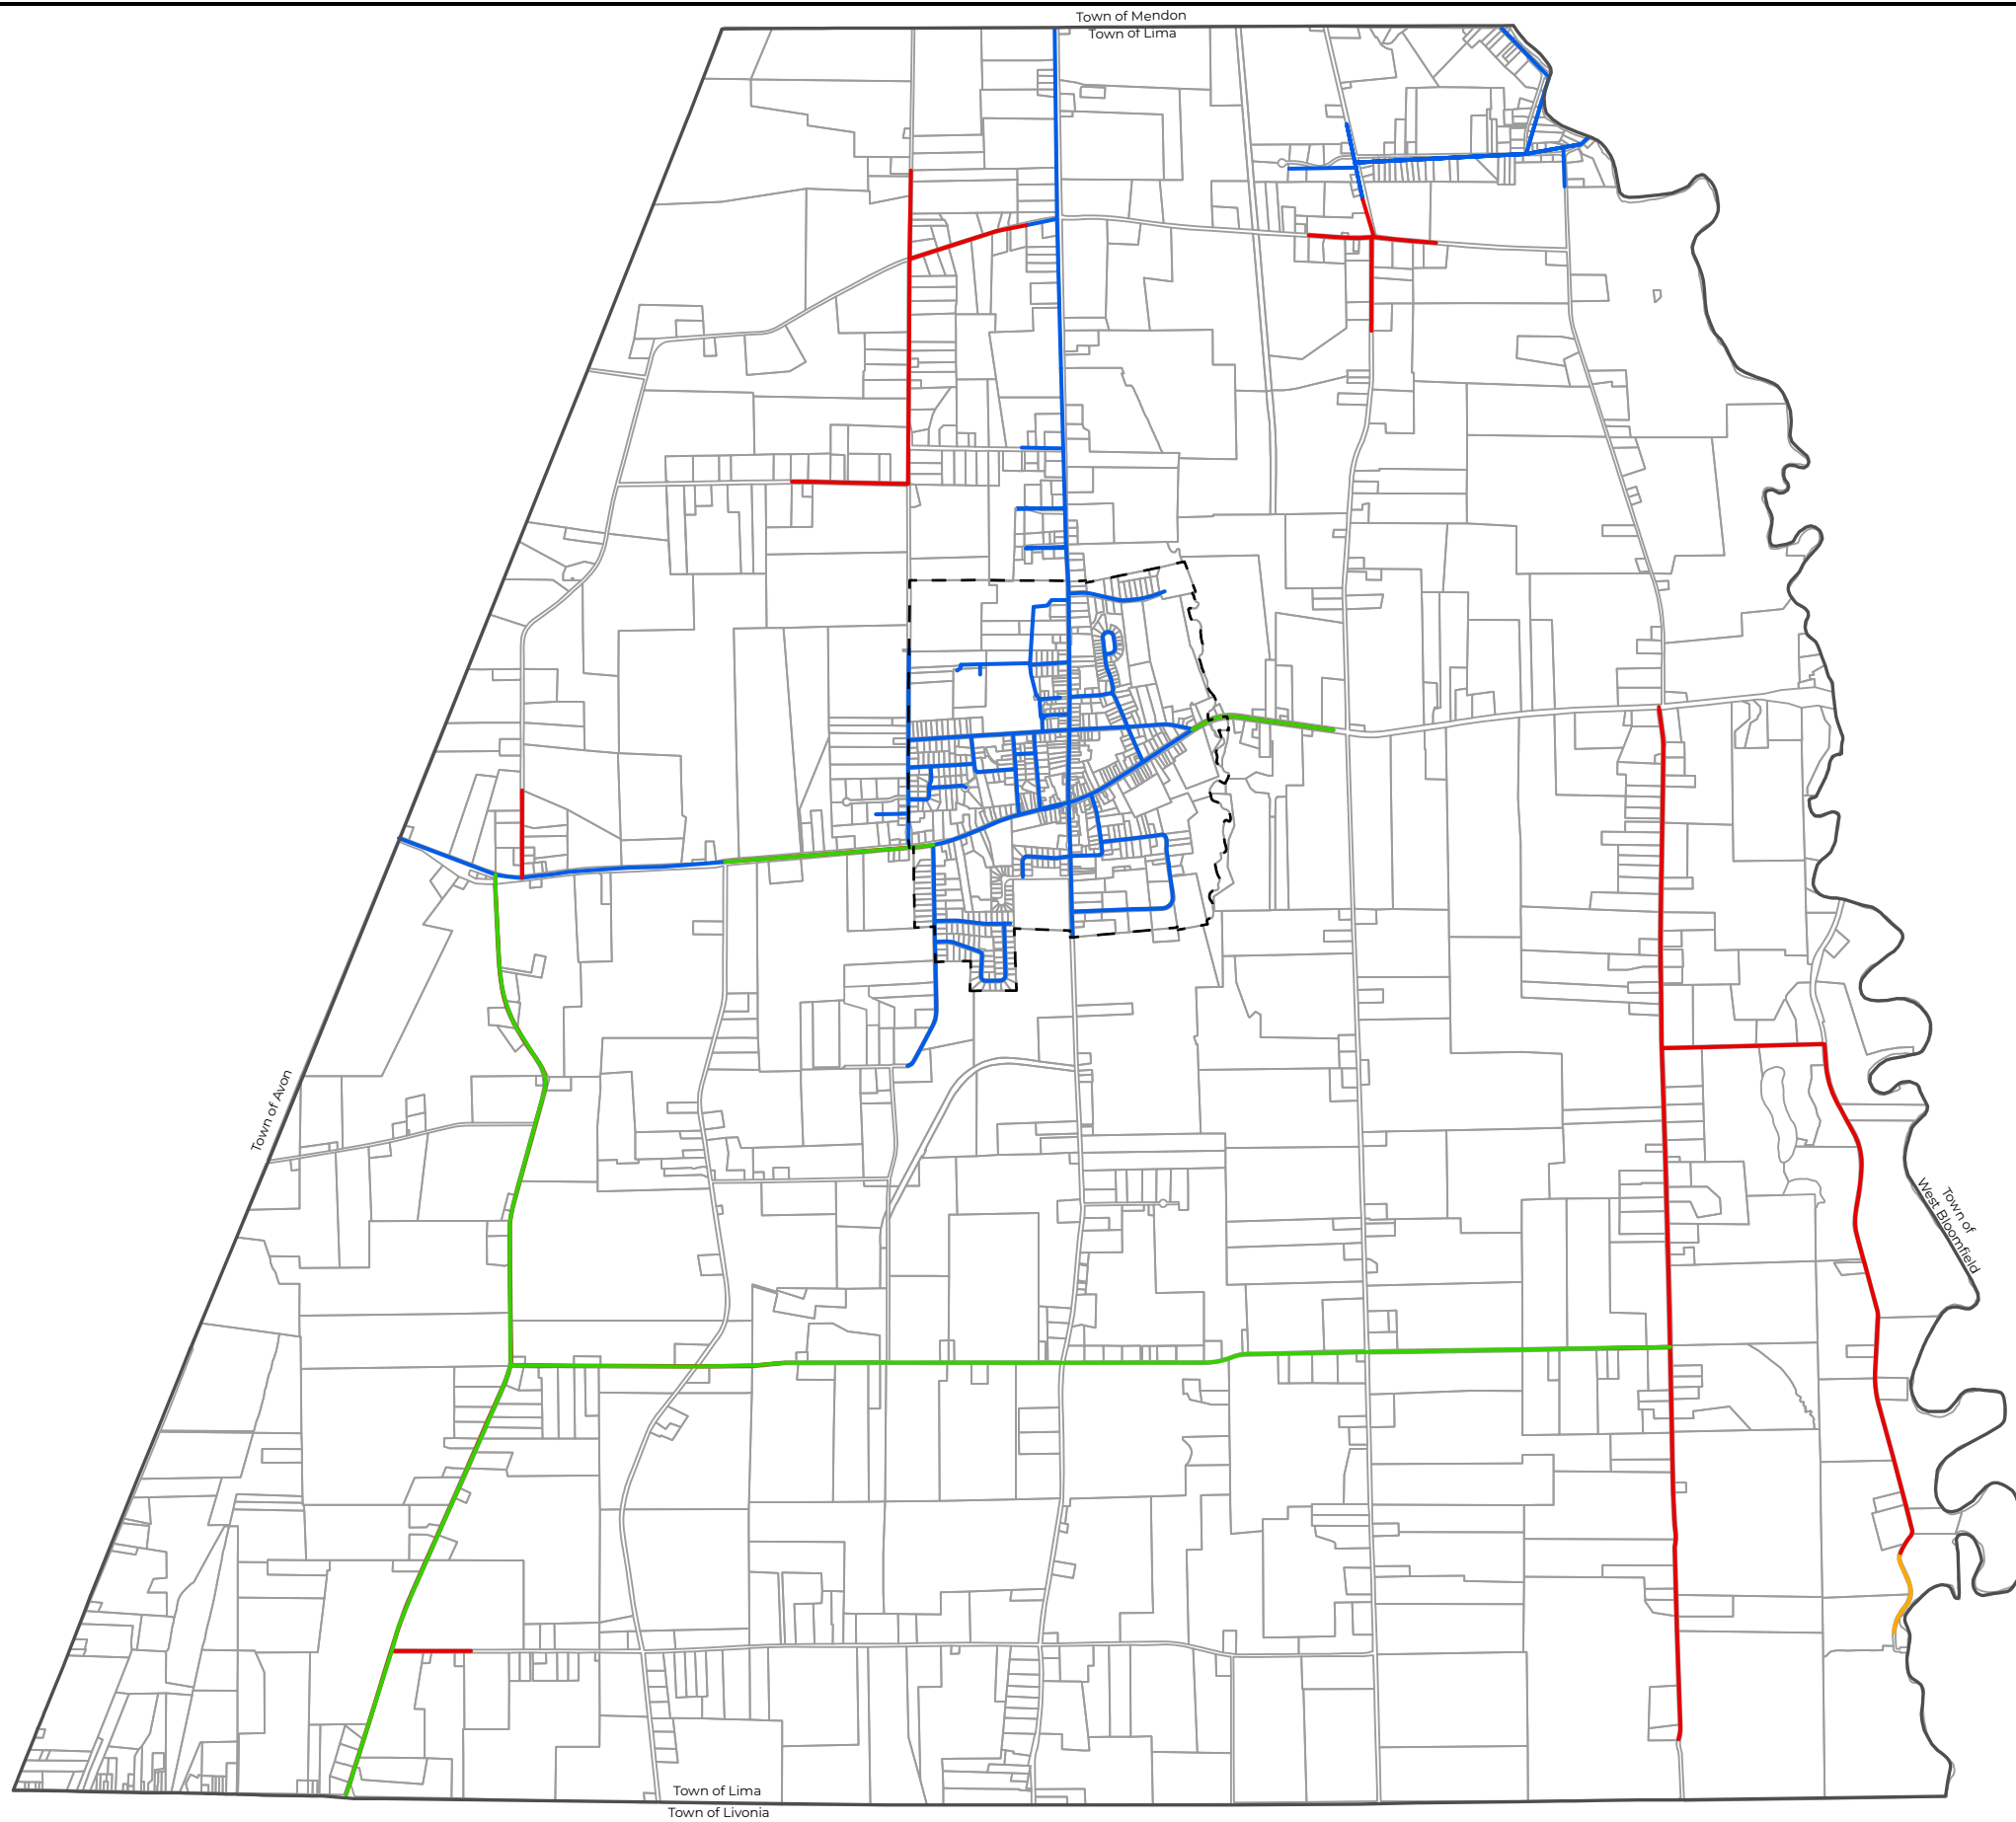 Town of Mendon
Town of Lima
Town of Avon
Town of
West Bloomfield
Town of Lima
Town of Livonia